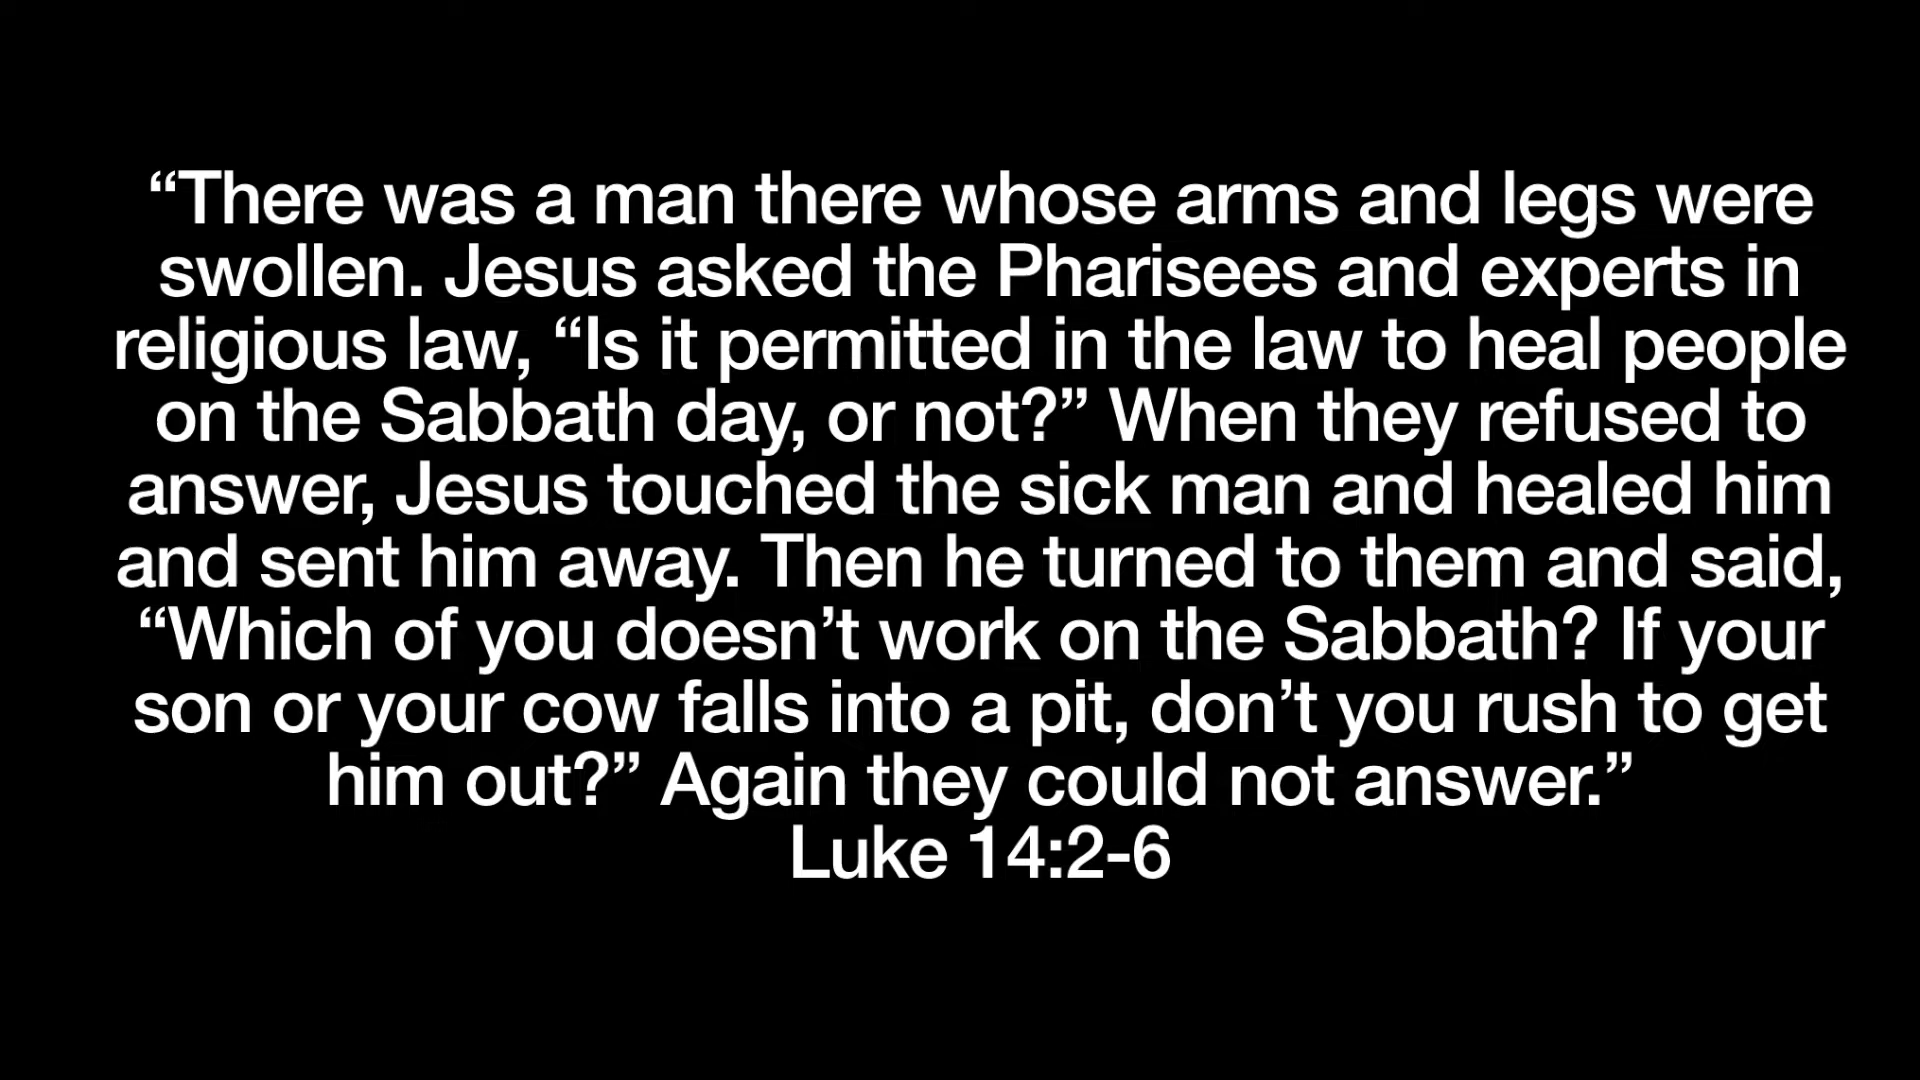 “There was a man there whose arms and legs were
swollen. Jesus asked the Pharisees and experts in
religious law, “Is it permitted in the law to heal people
on the Sabbath day, or not?” When they refused to
answer, Jesus touched the sick man and healed him
and sent him away. Then he turned to them and said,
“Which of you doesn’t work on the Sabbath? If your
son or your cow falls into a pit, don’t you rush to get
him out?” Again they could not answer.”
Luke 14:2-6